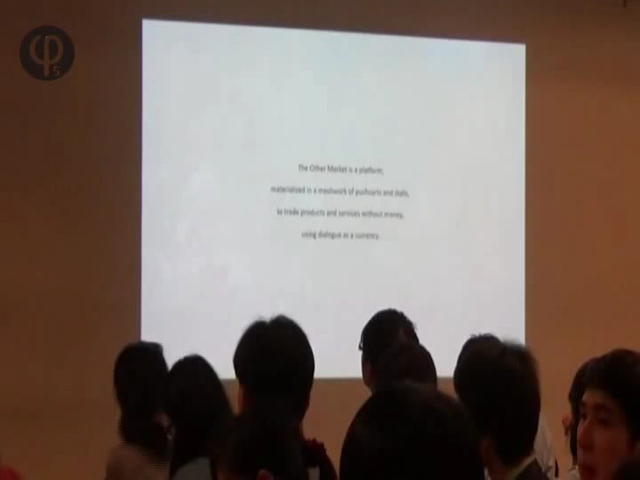 φ5
The Other Market is a platform,
materialized in a meshwork of pushcarts and stalls,
to trade products and services without money,
using dialogue as a currency.